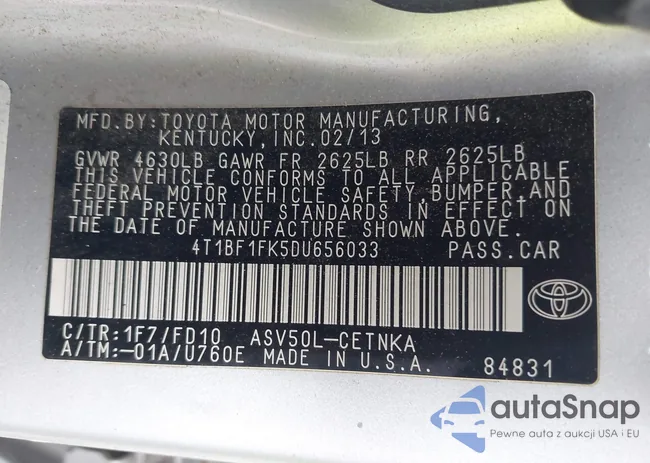 MFD.BY:TOYOTA MOTOR MANUFACTURING,
KENTUCKY,INC.02/13
GVWR 4630LB GAWR FR 2625LB RR 2625LB
THIS VEHICLE CONFORMS TO ALL APPLICABLE
FEDERAL MOTOR VEHICLE SAFETY,BUMPER,AND
THEFT PREVENTION STANDARDS IN EFFECT ON
THE DATE OF MANUFACTURE SHOWN ABOVE.
4T1BF1FK5DU656033 PASS.CAR
C/TR:1F7/FD10 ASV50L-CETNKA
A/TM:-01A/U760E MADE IN U.S.A. 84831
autaSnap
Pewne auta z aukcji USA i EU